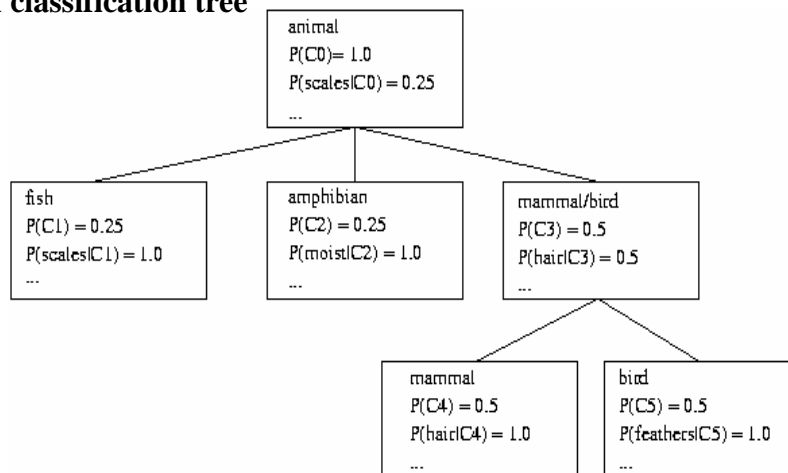 classification tree
animal
P(C0)= 1.0
P(scales|C0) = 0.25
...
fish
P(C1) = 0.25
P(scales|C1) = 1.0
...
amphibian
P(C2) = 0.25
P(moist|C2) = 1.0
...
mammal/bird
P(C3) = 0.5
P(hair|C3) = 0.5
...
mammal
P(C4) = 0.5
P(hair|C4) = 1.0
...
bird
P(C5) = 0.5
P(feathers|C5) = 1.0
...